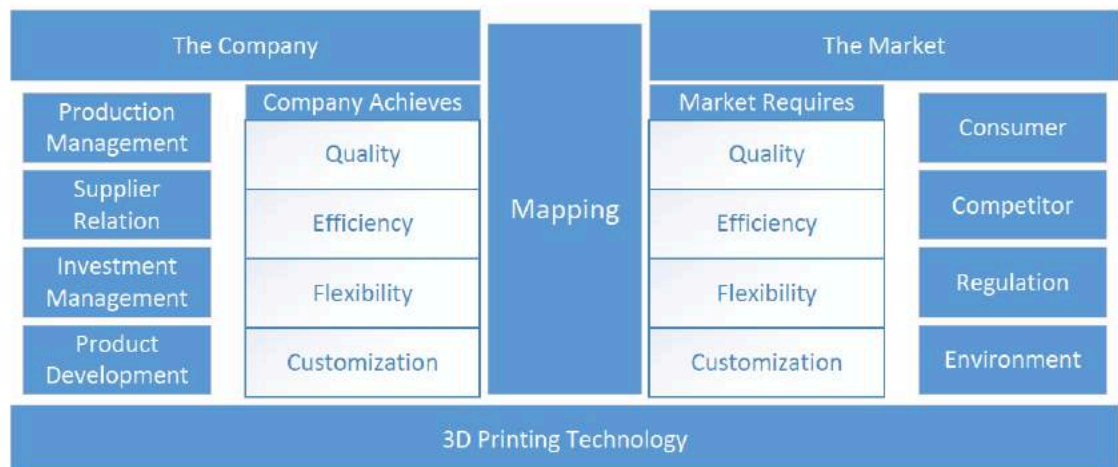 The Company
The Market
Mapping
Production
Management
Supplier
Relation
Investment
Management
Product
Development
Company Achieves
Quality
Efficiency
Flexibility
Customization
Market Requires
Quality
Efficiency
Flexibility
Customization
Consumer
Competitor
Regulation
Environment
3D Printing Technology